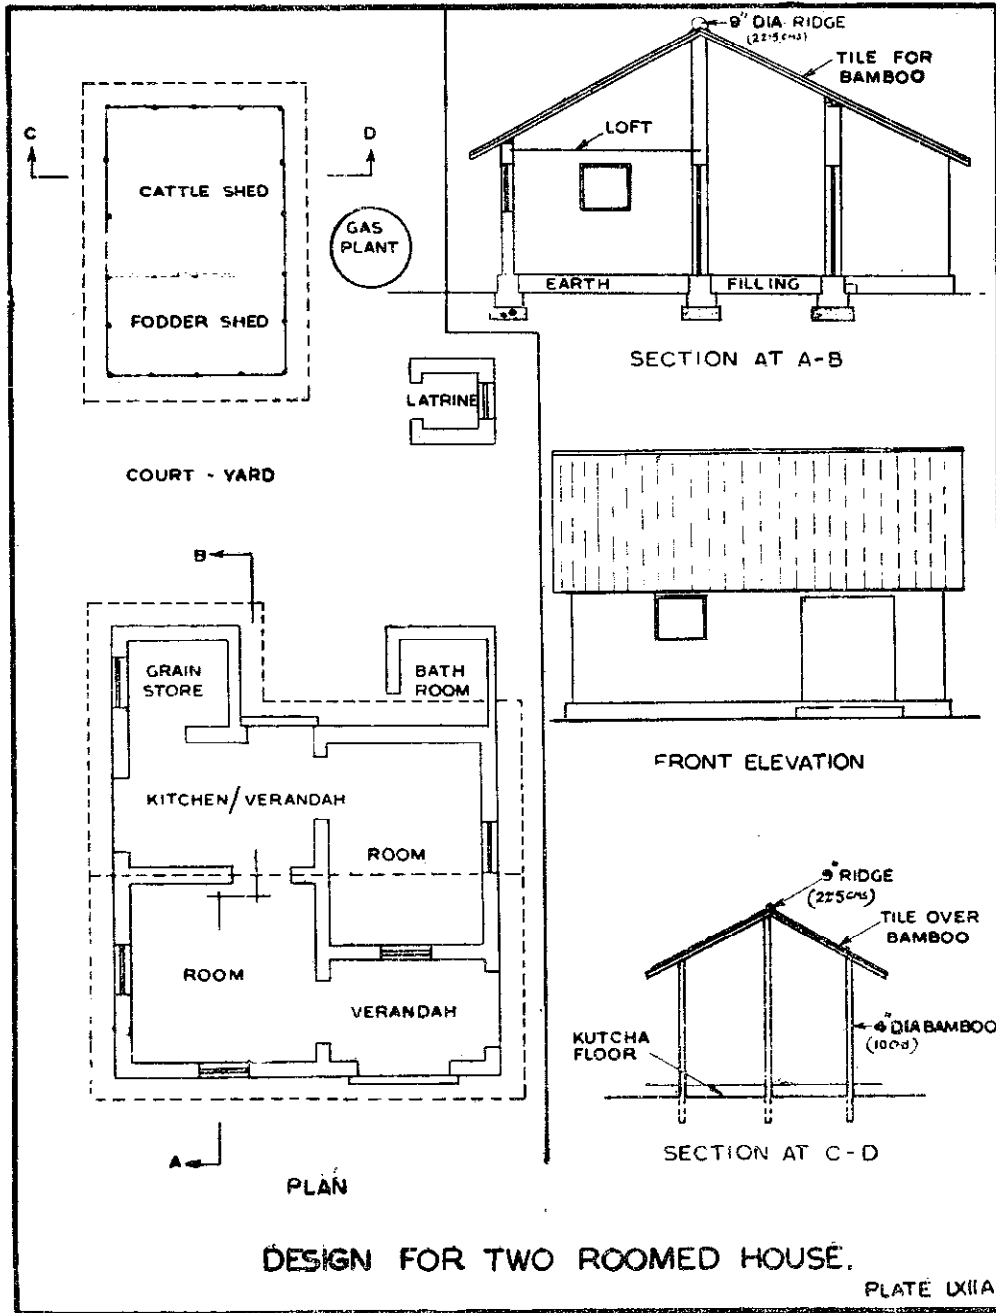 C
D
CATTLE SHED
FODDER SHED
GAS
PLANT
LATRINE
COURT - YARD
B
GRAIN
STORE
BATH
ROOM
KITCHEN/VERANDAH
ROOM
ROOM
VERANDAH
A
PLAN
9" DIA RIDGE
(22.5 cms)
TILE FOR
BAMBOO
LOFT
EARTH FILLING
SECTION AT A-B
FRONT ELEVATION
9" RIDGE
(22.5 cms)
TILE OVER
BAMBOO
4" DIA BAMBOO
KUTCHA
FLOOR
SECTION AT C-D
DESIGN FOR TWO ROOMED HOUSE.
PLATE LXIIA